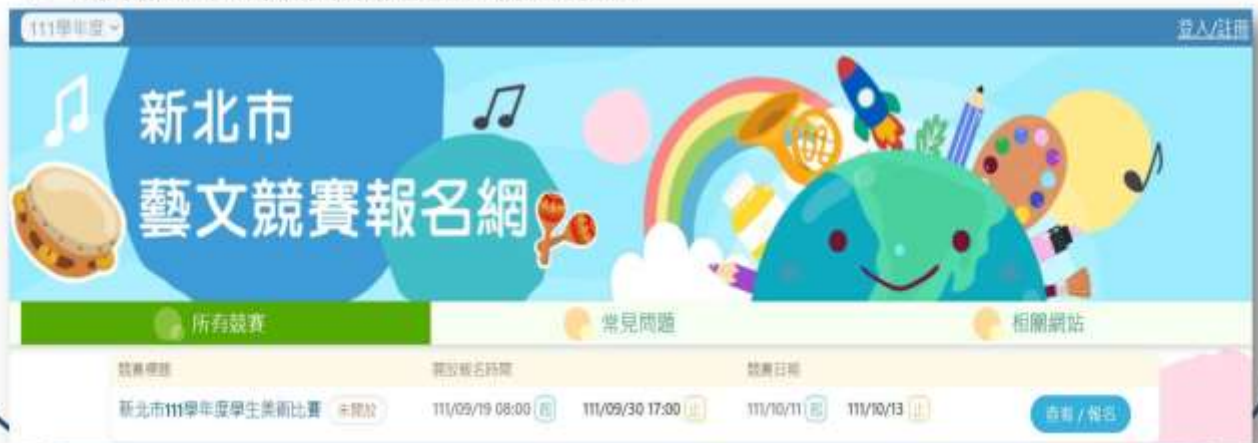 111學年度
登入/註冊
新北市
藝文競賽報名網
所有競賽
常見問題
相關網站
競賽標題 開放報名時間 競賽日期
新北市111學年度學生美術比賽 未開放 111/09/19 08:00 起 111/09/30 17:00 止 111/10/11 起 111/10/13 止 查看 / 報名